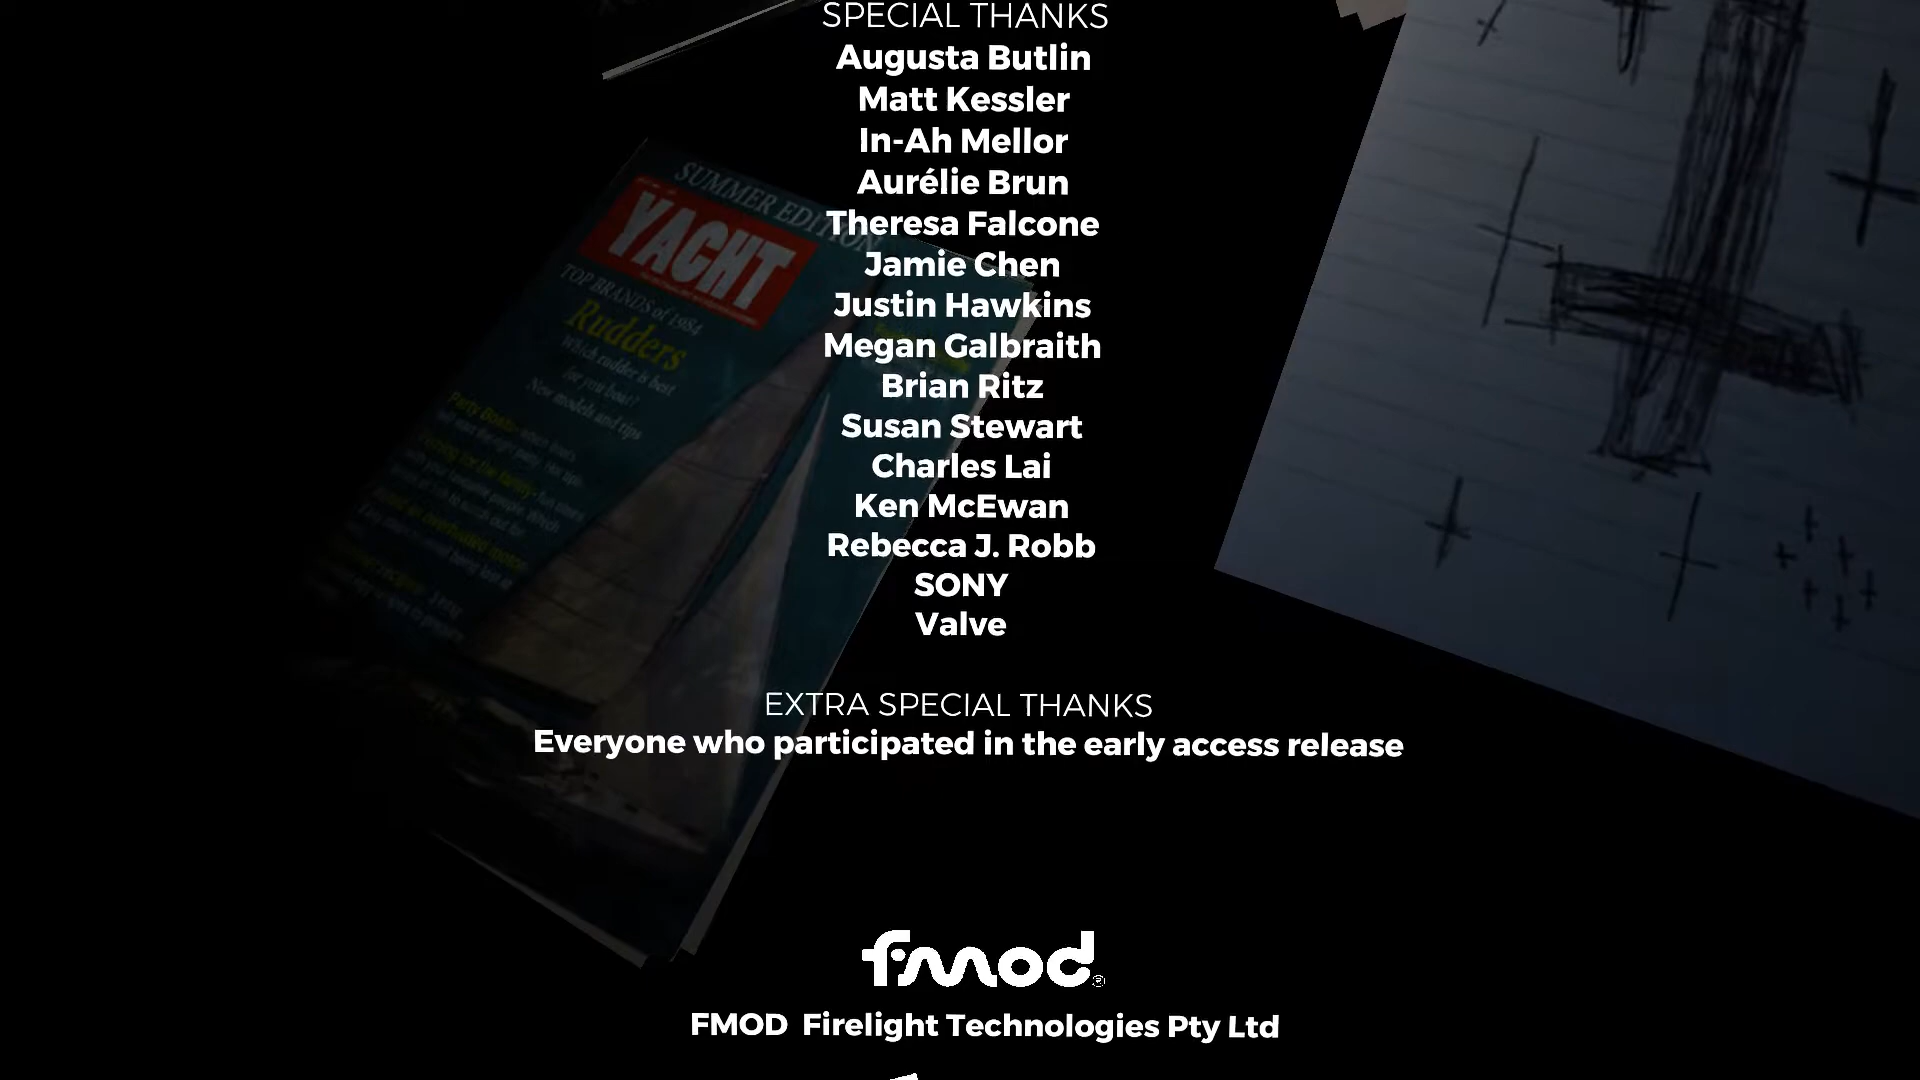 SPECIAL THANKS
Augusta Butlin
Matt Kessler
In-Ah Mellor
Aurélie Brun
Theresa Falcone
Jamie Chen
Justin Hawkins
Megan Galbraith
Brian Ritz
Susan Stewart
Charles Lai
Ken McEwan
Rebecca J. Robb
SONY
Valve
EXTRA SPECIAL THANKS
Everyone who participated in the early access release
fmod®
FMOD Firelight Technologies Pty Ltd
SUMMER EDITION
YACHT
TOP BRANDS of 1984
Rudders
Which rudder is best
for you boat?
New models and tips